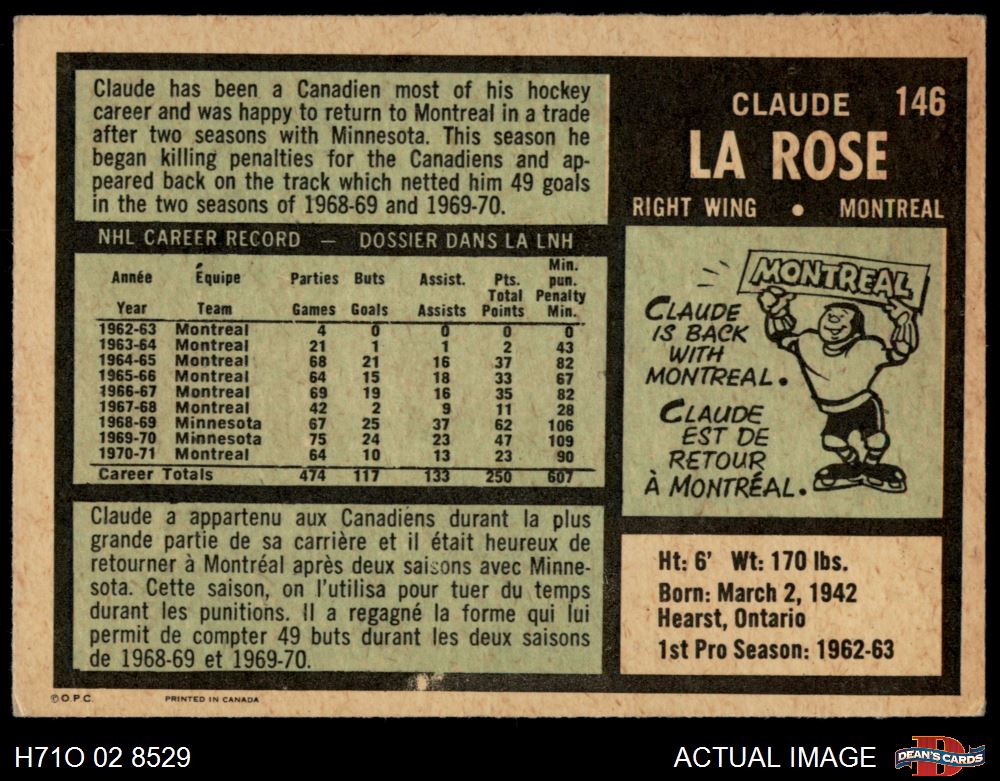 Claude has been a Canadien most of his hockey
career and was happy to return to Montreal in a trade
after two seasons with Minnesota. This season he
began killing penalties for the Canadiens and ap-
peared back on the track which netted him 49 goals
in the two seasons of 1968-69 and 1969-70.
CLAUDE 146
LA ROSE
RIGHT WING • MONTREAL
NHL CAREER RECORD — DOSSIER DANS LA LNH
Année Équipe Parties Buts Assist. Pts. Min. pun.
Year Team Games Goals Assists Total Points Penalty Min.
1962-63 Montreal 4 0 0 0 0
1963-64 Montreal 21 1 1 2 43
1964-65 Montreal 68 21 16 37 82
1965-66 Montreal 64 15 18 33 67
1966-67 Montreal 69 19 16 35 82
1967-68 Montreal 42 2 9 11 28
1968-69 Minnesota 67 25 37 62 106
1969-70 Minnesota 75 24 23 47 109
1970-71 Montreal 64 10 13 23 90
Career Totals 474 117 133 250 607
MONTREAL
CLAUDE
IS BACK
WITH
MONTREAL.
CLAUDE
EST DE
RETOUR
À MONTRÉAL.
Claude a appartenu aux Canadiens durant la plus
grande partie de sa carrière et il était heureux de
retourner à Montréal après deux saisons avec Minne-
sota. Cette saison, on l'utilisa pour tuer du temps
durant les punitions. Il a regagné la forme qui lui
permit de compter 49 buts durant les deux saisons
de 1968-69 et 1969-70.
Ht: 6' Wt: 170 lbs.
Born: March 2, 1942
Hearst, Ontario
1st Pro Season: 1962-63
©O.P.C. PRINTED IN CANADA
H71O 02 8529 ACTUAL IMAGE
D
DEAN'S CARDS